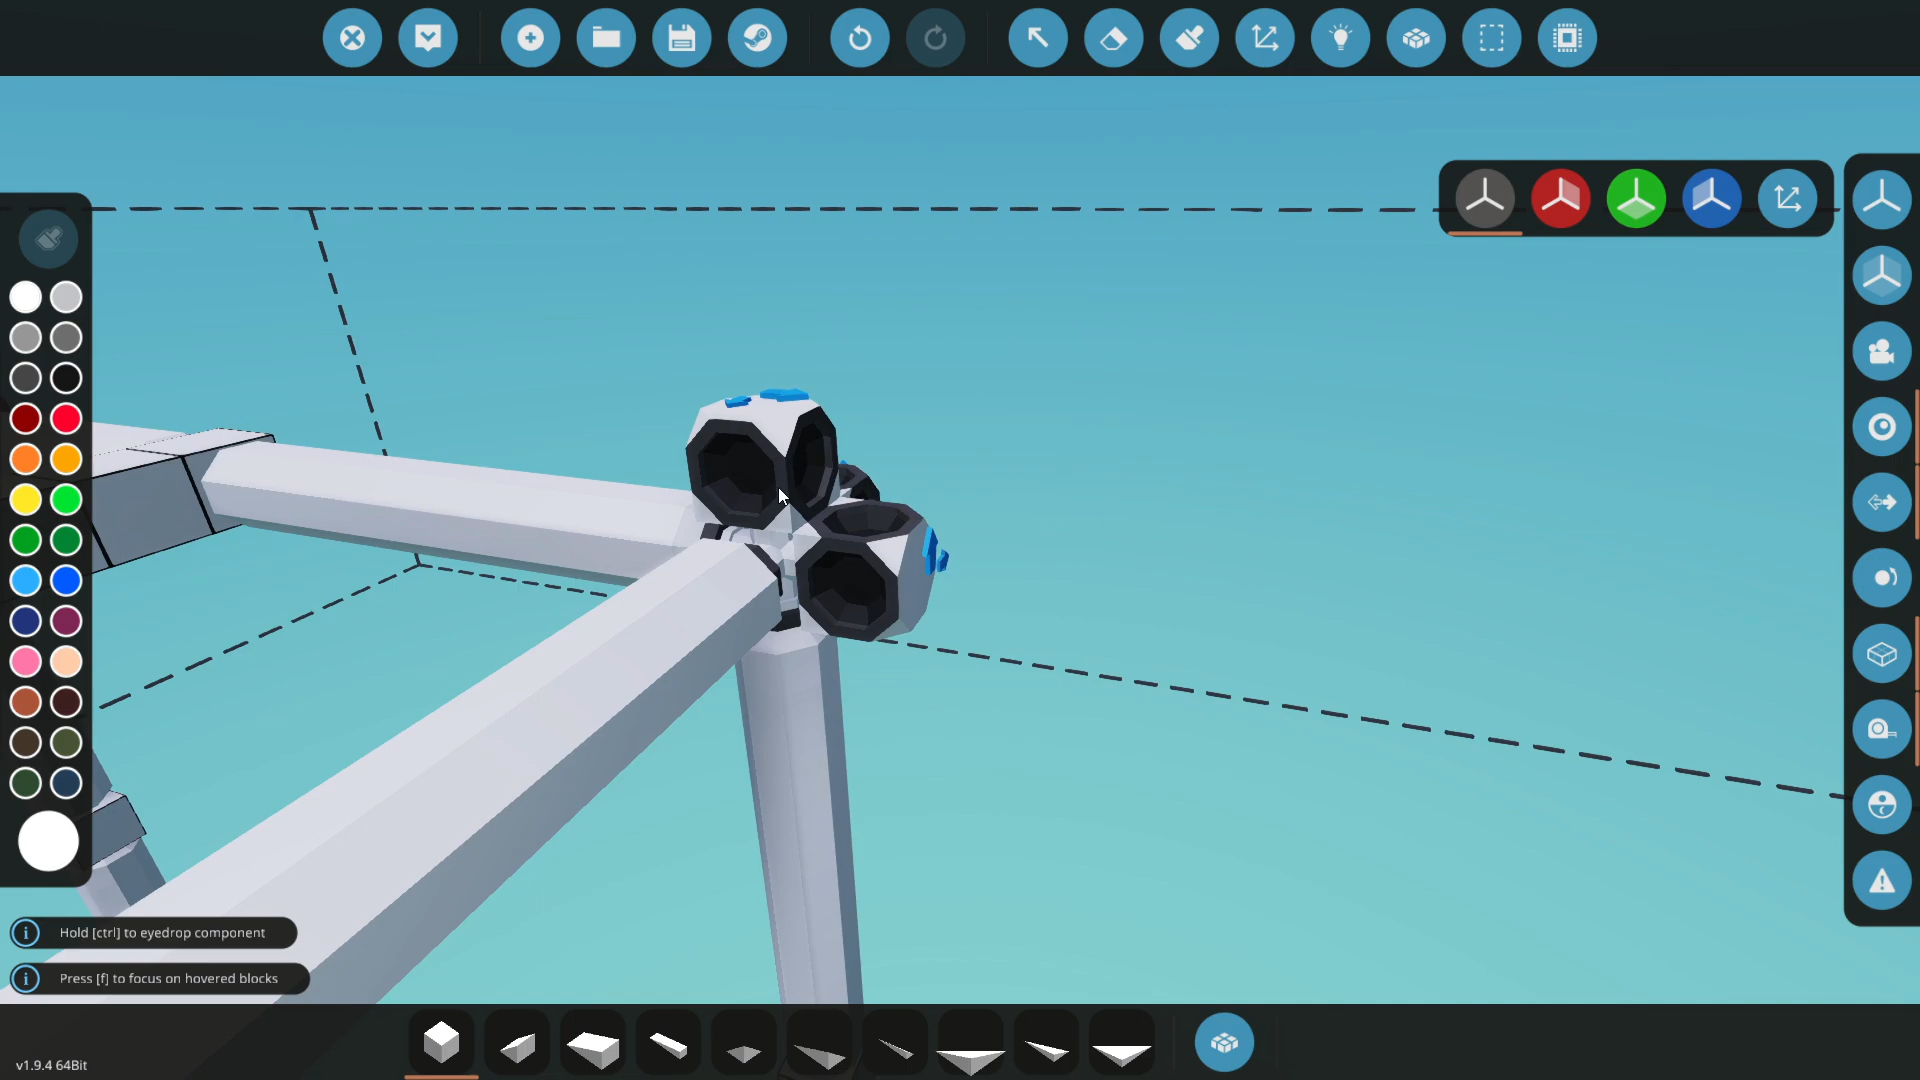 Hold [ctrl] to eyedrop component
Press [f] to focus on hovered blocks
v1.9.4 64Bit